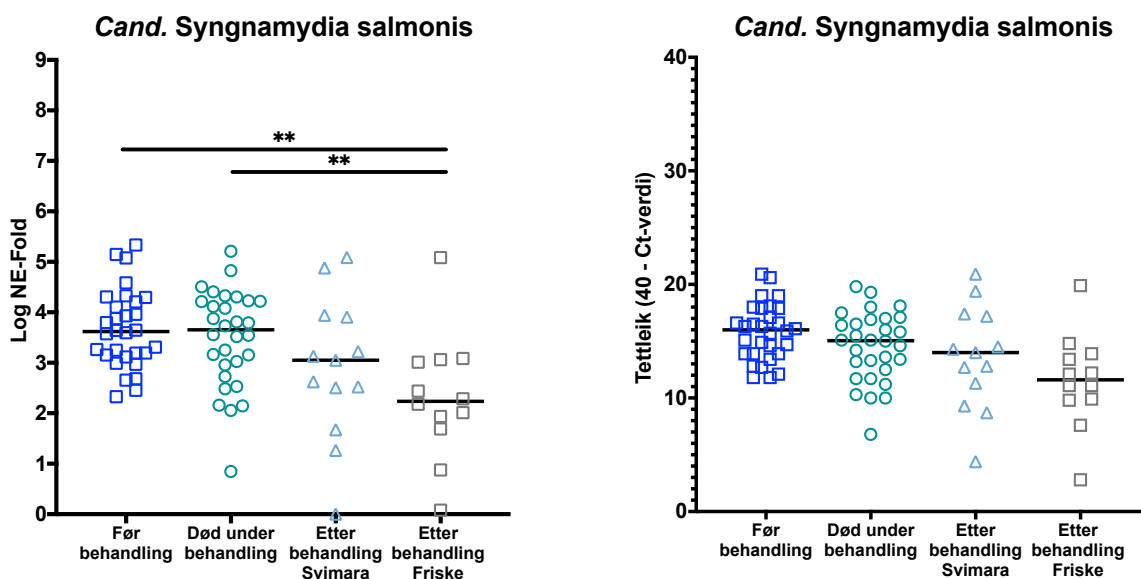 Cand. Syngnamydia salmonis
Log NE-Fold
9
8
7
6
5
4
3
2
1
0
**
**
Før behandling
Død under behandling
Etter behandling Svimara
Etter behandling Friske
Cand. Syngnamydia salmonis
Tettleik (40 - Ct-verdi)
40
30
20
10
0
Før behandling
Død under behandling
Etter behandling Svimara
Etter behandling Friske